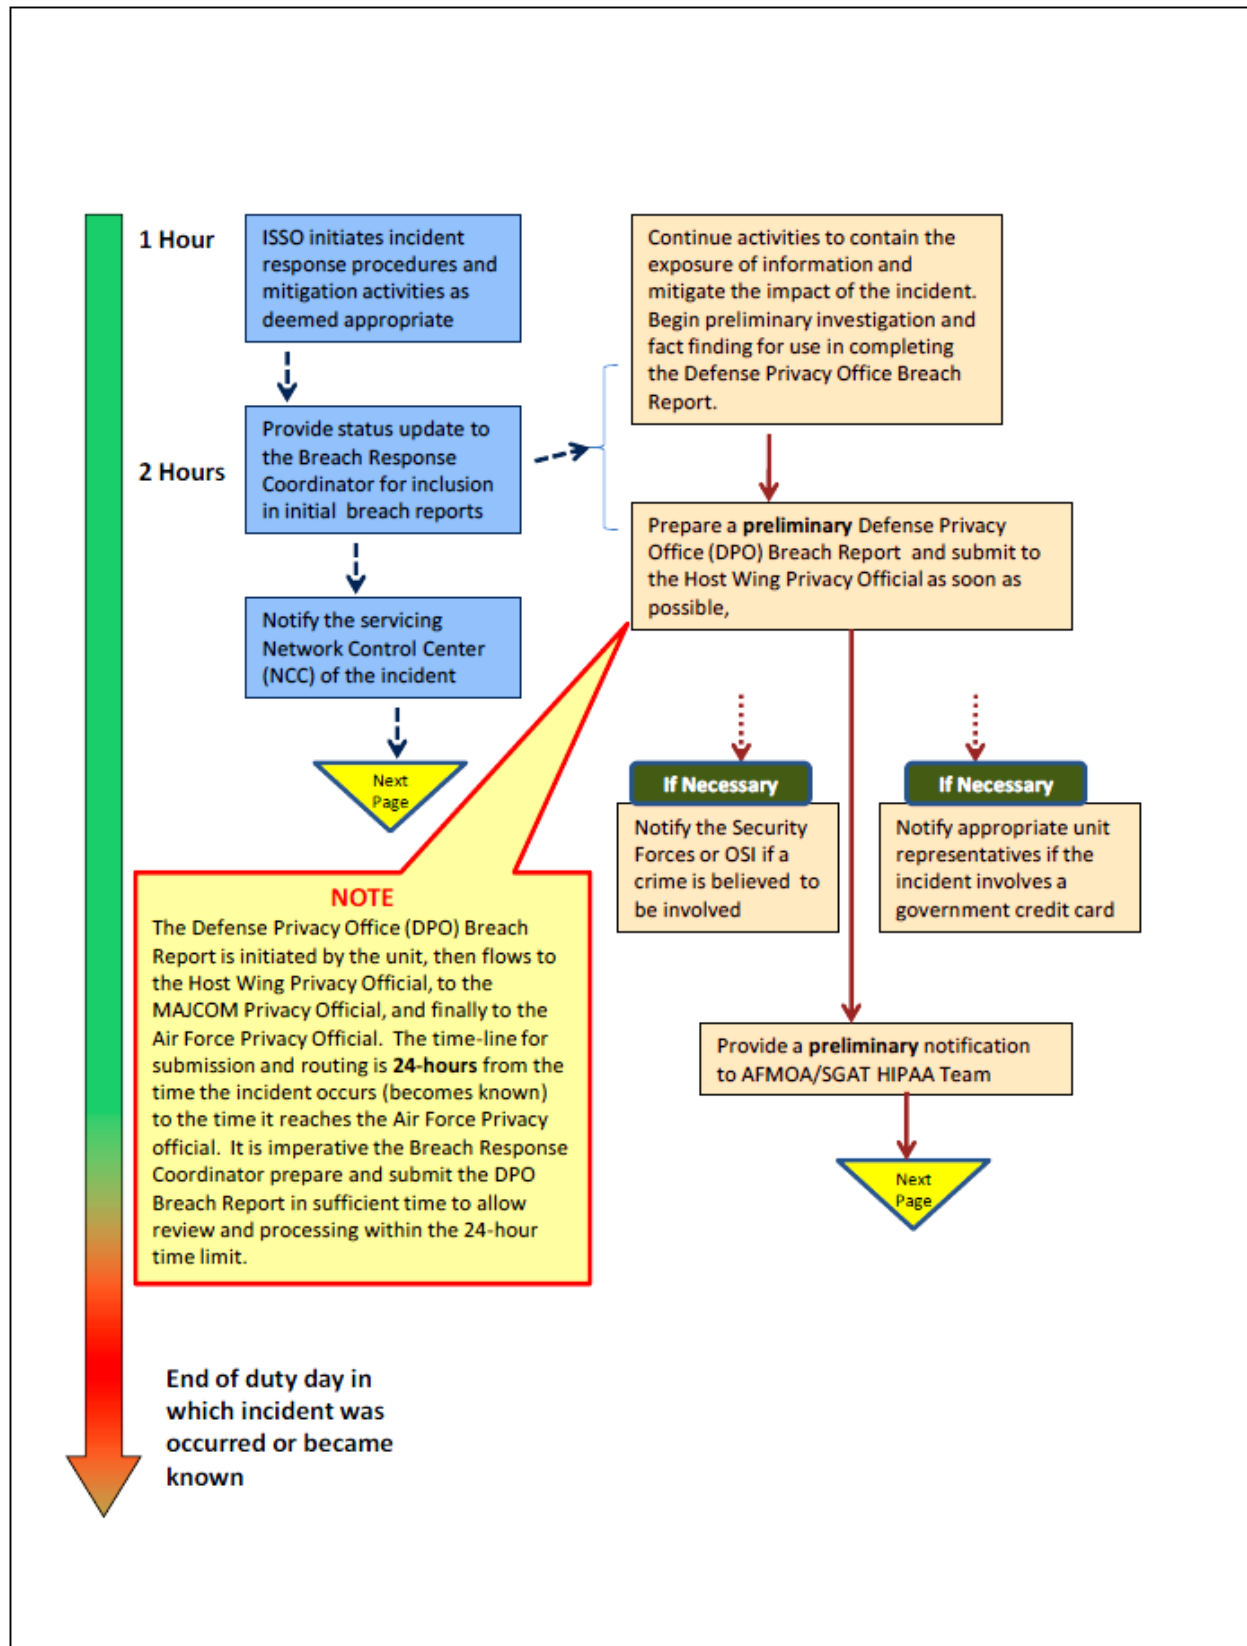 1 Hour
ISSO initiates incident
response procedures and
mitigation activities as
deemed appropriate
Continue activities to contain the
exposure of information and
mitigate the impact of the incident.
Begin preliminary investigation and
fact finding for use in completing
the Defense Privacy Office Breach
Report.
2 Hours
Provide status update to
the Breach Response
Coordinator for inclusion
in initial breach reports
Prepare a preliminary Defense Privacy
Office (DPO) Breach Report and submit to
the Host Wing Privacy Official as soon as
possible,
Notify the servicing
Network Control Center
(NCC) of the incident
Next
Page
If Necessary
Notify the Security
Forces or OSI if a
crime is believed to
be involved
If Necessary
Notify appropriate unit
representatives if the
incident involves a
government credit card
NOTE
The Defense Privacy Office (DPO) Breach
Report is initiated by the unit, then flows to
the Host Wing Privacy Official, to the
MAJCOM Privacy Official, and finally to the
Air Force Privacy Official. The time-line for
submission and routing is 24-hours from the
time the incident occurs (becomes known)
to the time it reaches the Air Force Privacy
official. It is imperative the Breach Response
Coordinator prepare and submit the DPO
Breach Report in sufficient time to allow
review and processing within the 24-hour
time limit.
Provide a preliminary notification
to AFMOA/SGAT HIPAA Team
Next
Page
End of duty day in
which incident was
occurred or became
known